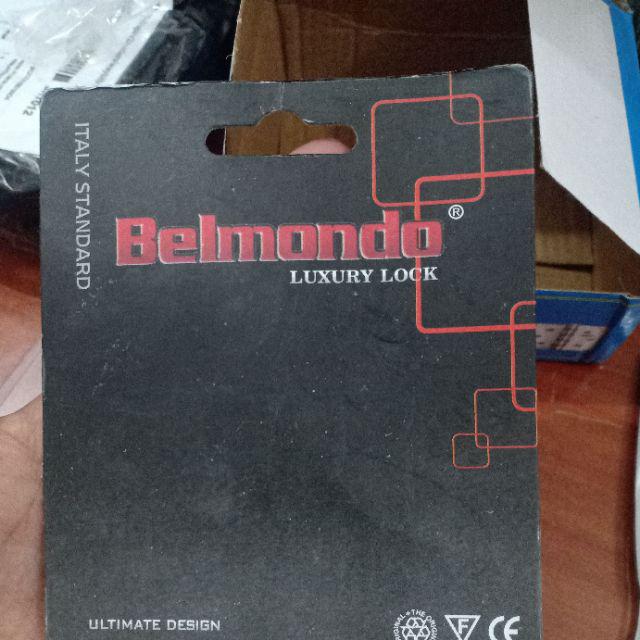 ITALY STANDARD
Belmondo®
LUXURY LOCK
ULTIMATE DESIGN
F
CE